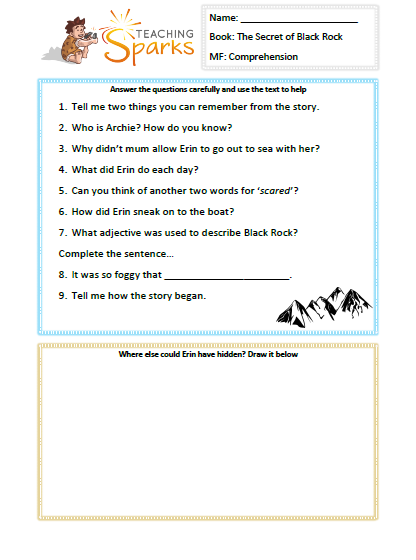 TEACHING
Sparks
Name: ______________________
Book: The Secret of Black Rock
MF: Comprehension
Answer the questions carefully and use the text to help
1. Tell me two things you can remember from the story.
2. Who is Archie? How do you know?
3. Why didn't mum allow Erin to go out to sea with her?
4. What did Erin do each day?
5. Can you think of another two words for 'scared'?
6. How did Erin sneak on to the boat?
7. What adjective was used to describe Black Rock?
Complete the sentence...
8. It was so foggy that ________________________.
9. Tell me how the story began.
Where else could Erin have hidden? Draw it below